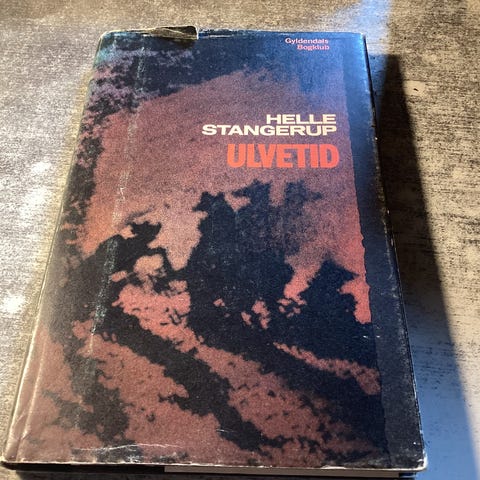 Gyldendals
Bogklub
HELLE
STANGERUP
ULVETID